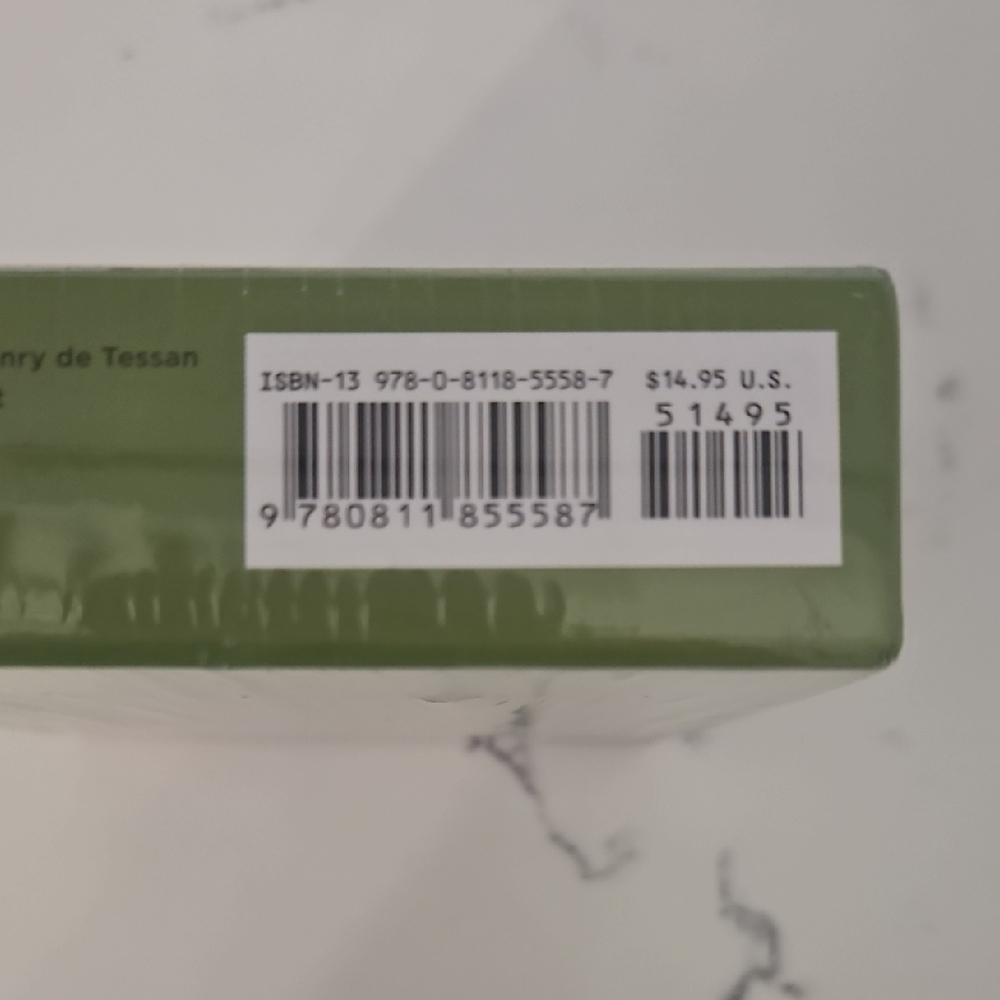 nry de Tessan
ISBN-13 978-0-8118-5558-7
$14.95 U.S.
51495
9 780811 855587